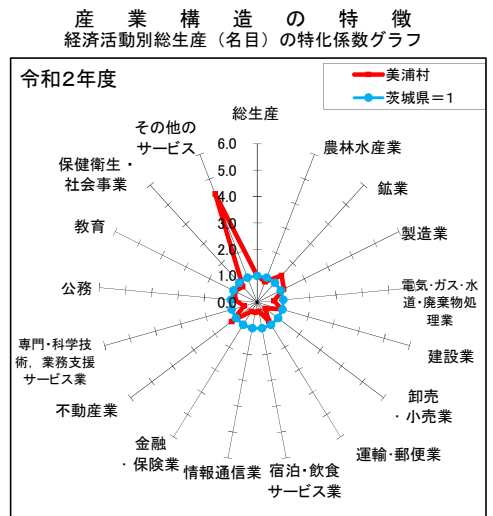 産業構造の特徴
経済活動別総生産（名目）の特化係数グラフ
令和2年度
美浦村
茨城県＝1
総生産
農林水産業
鉱業
製造業
電気・ガス・水
道・廃棄物処
理業
建設業
卸売
・小売業
運輸・郵便業
宿泊・飲食
サービス業
情報通信業
金融
・保険業
不動産業
専門・科学技
術，業務支援
サービス業
公務
教育
保健衛生・
社会事業
その他の
サービス
6.0
5.0
4.0
3.0
2.0
1.0
0.0